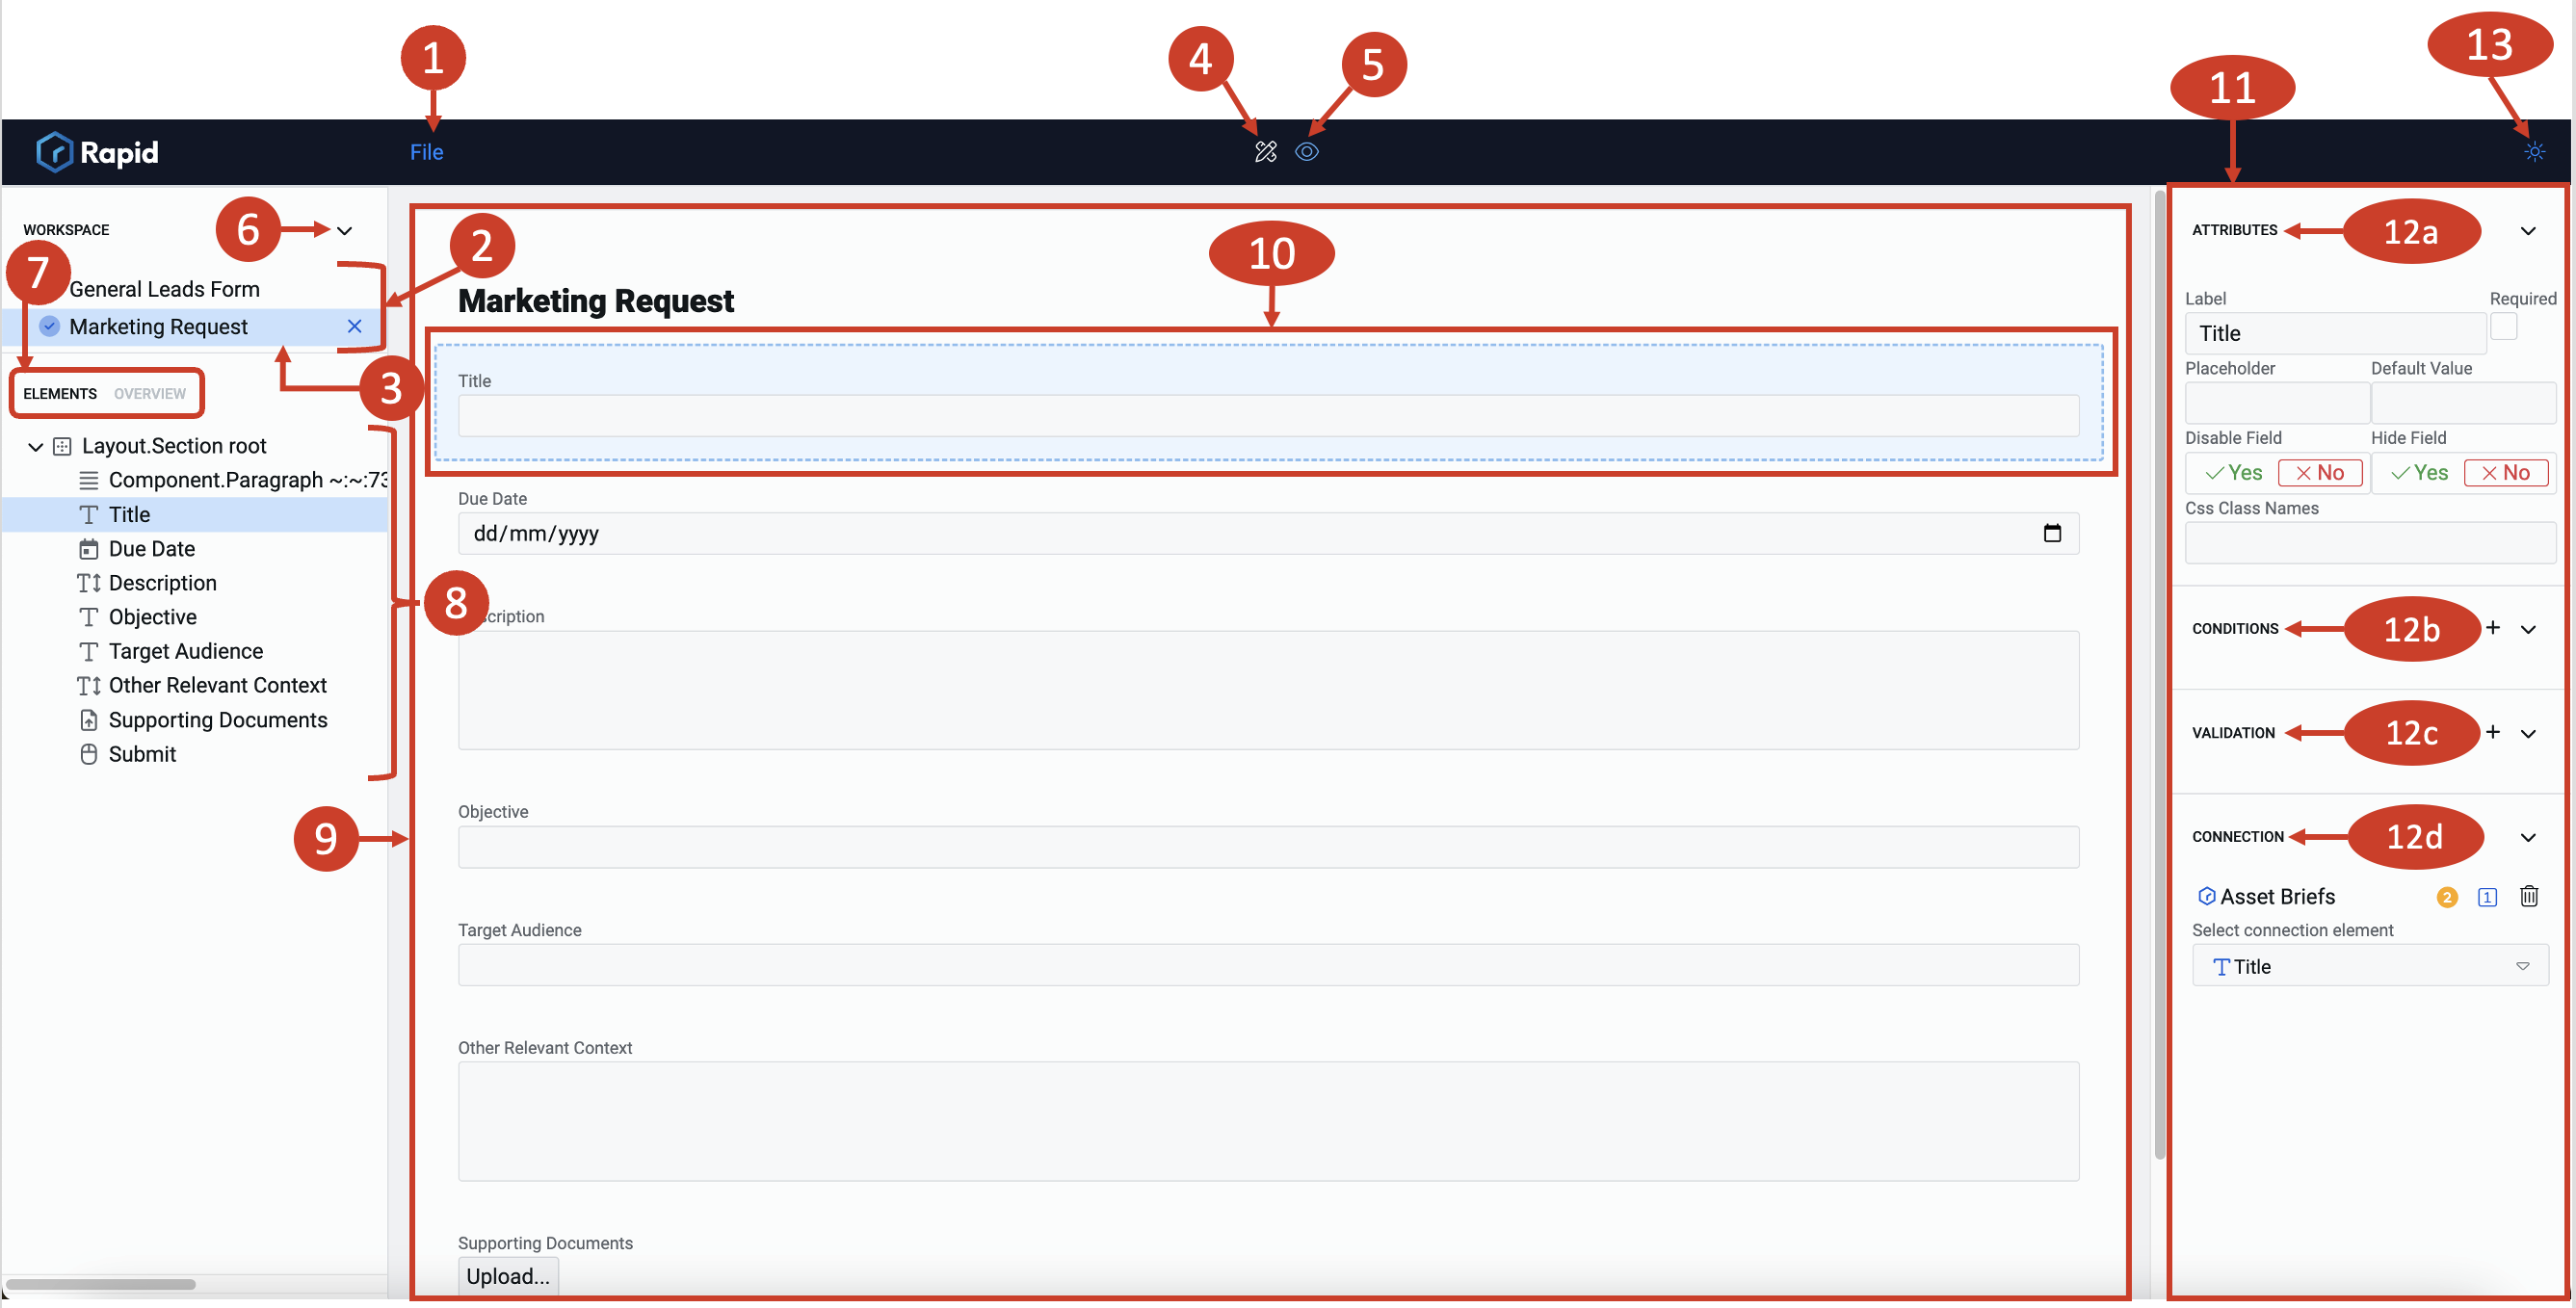 1
4
5
11
13
Rapid
File
WORKSPACE
6
2
7
General Leads Form
Marketing Request
3
ELEMENTS OVERVIEW
Layout.Section root
Component.Paragraph ~:~:73
Title
Due Date
Description
Objective
Target Audience
Other Relevant Context
Supporting Documents
Submit
8
9
10
Marketing Request
Title
Due Date
dd/mm/yyyy
cription
Objective
Target Audience
Other Relevant Context
Supporting Documents
Upload...
ATTRIBUTES
12a
Label Required
Title
Placeholder Default Value
Disable Field Hide Field
Yes No Yes No
Css Class Names
CONDITIONS 12b +
VALIDATION 12c +
CONNECTION 12d
Asset Briefs 2 1
Select connection element
Title